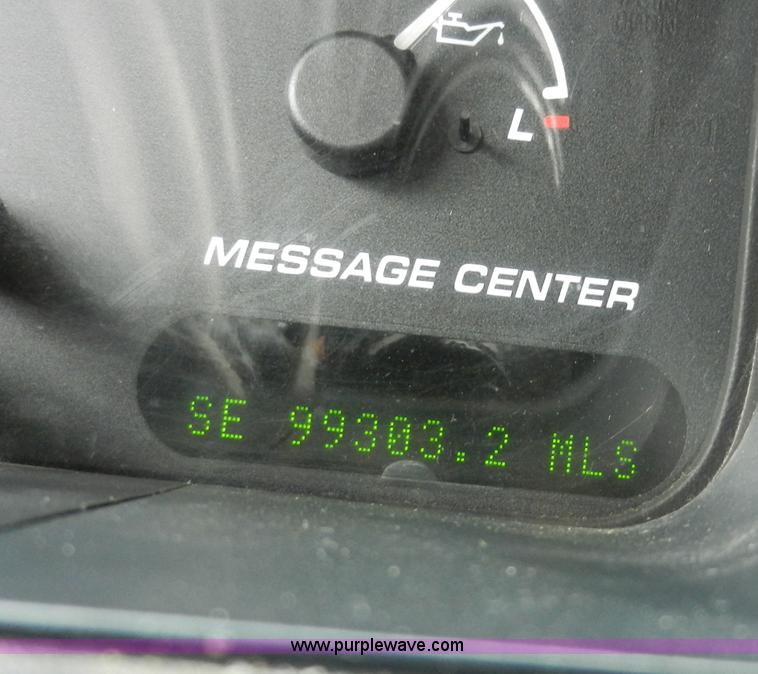 L
MESSAGE CENTER
SE 99303.2 MLS
www.purplewave.com